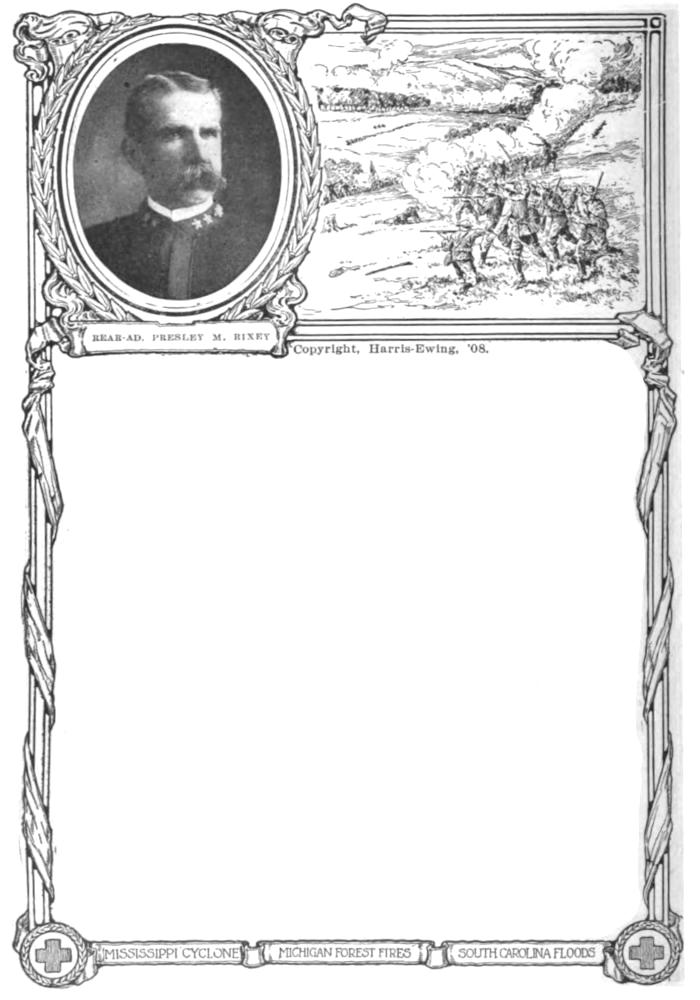 REAR-AD. PRESLEY M. RIXEY
Copyright, Harris-Ewing, '08.
MISSISSIPPI CYCLONE
MICHIGAN FOREST FIRES
SOUTH CAROLINA FLOODS